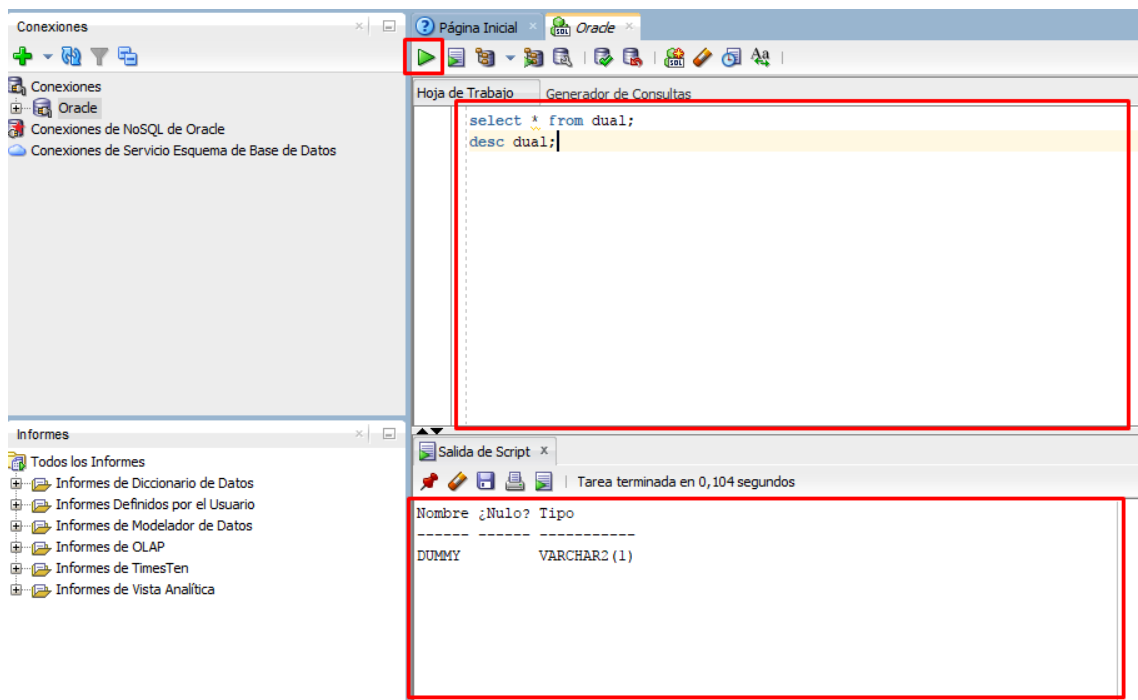 Conexiones
Conexiones
Oracle
Conexiones de NoSQL de Oracle
Conexiones de Servicio Esquema de Base de Datos
Informes
Todos los Informes
Informes de Diccionario de Datos
Informes Definidos por el Usuario
Informes de Modelador de Datos
Informes de OLAP
Informes de TimesTen
Informes de Vista Analítica
Página Inicial
Oracle
Hoja de Trabajo Generador de Consultas
select * from dual;
desc dual;
Salida de Script
Tarea terminada en 0,104 segundos
Nombre ¿Nulo? Tipo
------ ------ -----------
DUMMY VARCHAR2(1)